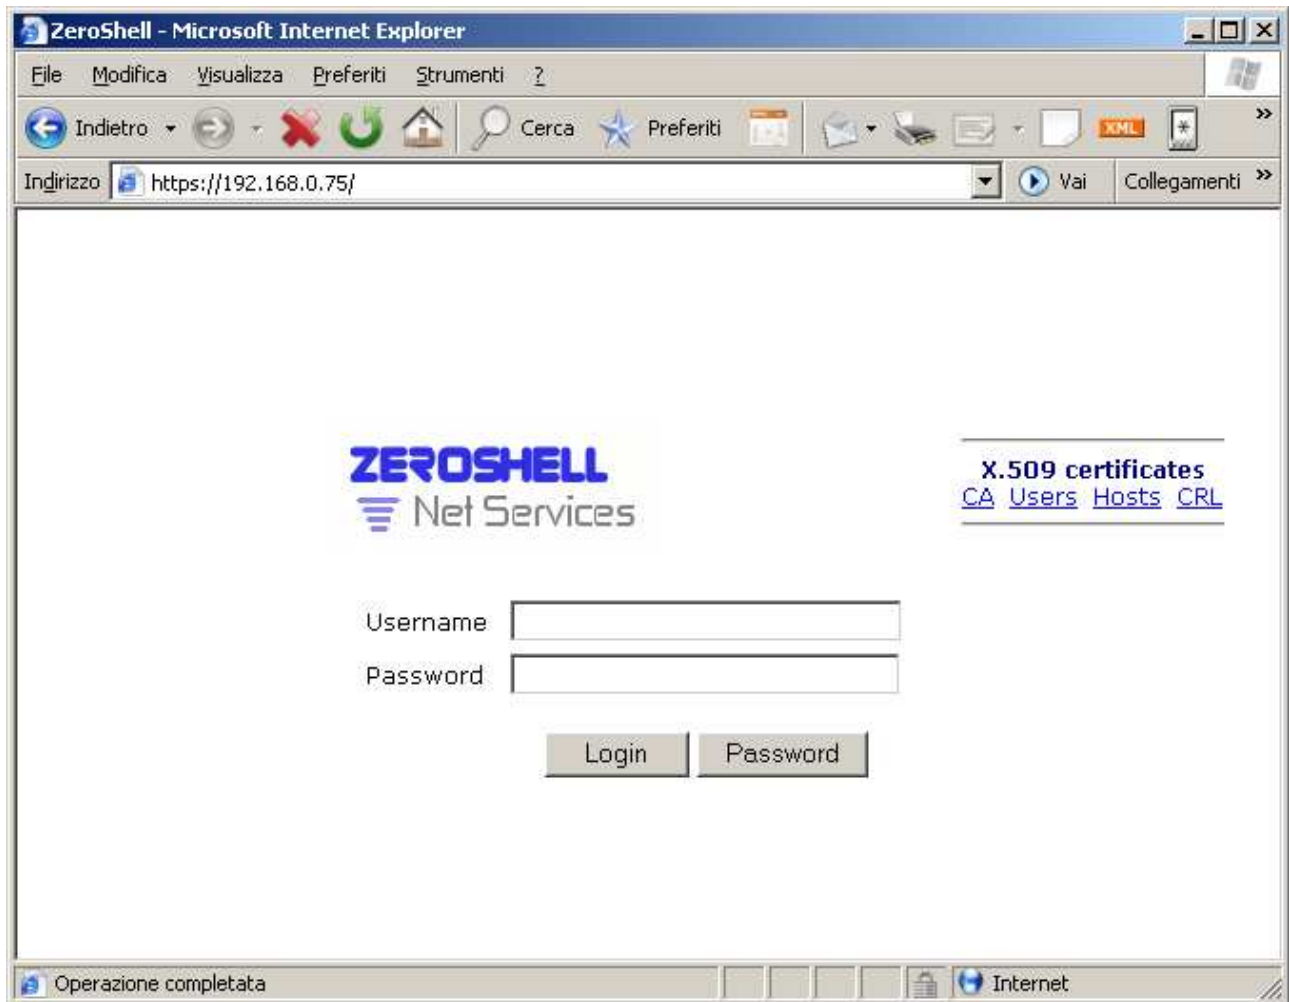 ZeroShell - Microsoft Internet Explorer
File Modifica Visualizza Preferiti Strumenti ?
Indietro Cerca Preferiti XML »
Indirizzo https://192.168.0.75/ Vai Collegamenti »
ZEROSHELL
Net Services
X.509 certificates
CA Users Hosts CRL
Username
Password
Login Password
Operazione completata Internet